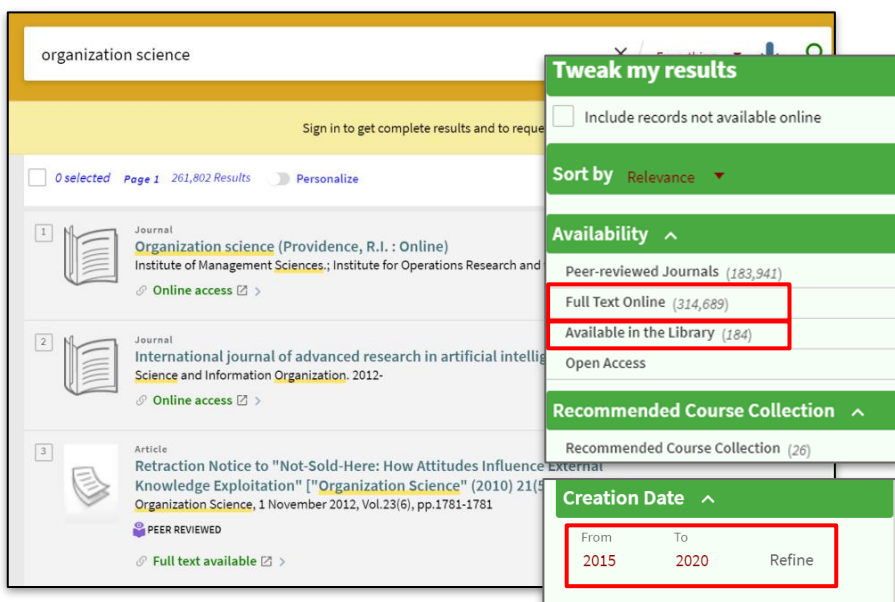 organization science
Sign in to get complete results and to reque
0 selected Page 1 261,802 Results Personalize
1
Journal
Organization science (Providence, R.I. : Online)
Institute of Management Sciences.; Institute for Operations Research and
Online access
2
Journal
International journal of advanced research in artificial intellig
Science and Information Organization. 2012-
Online access
3
Article
Retraction Notice to "Not-Sold-Here: How Attitudes Influence External
Knowledge Exploitation" ["Organization Science" (2010) 21(5
Organization Science, 1 November 2012, Vol.23(6), pp.1781-1781
PEER REVIEWED
Full text available
Tweak my results
Include records not available online
Sort by Relevance
Availability
Peer-reviewed Journals (183,941)
Full Text Online (314,689)
Available in the Library (184)
Open Access
Recommended Course Collection
Recommended Course Collection (26)
Creation Date
From To
2015 2020 Refine